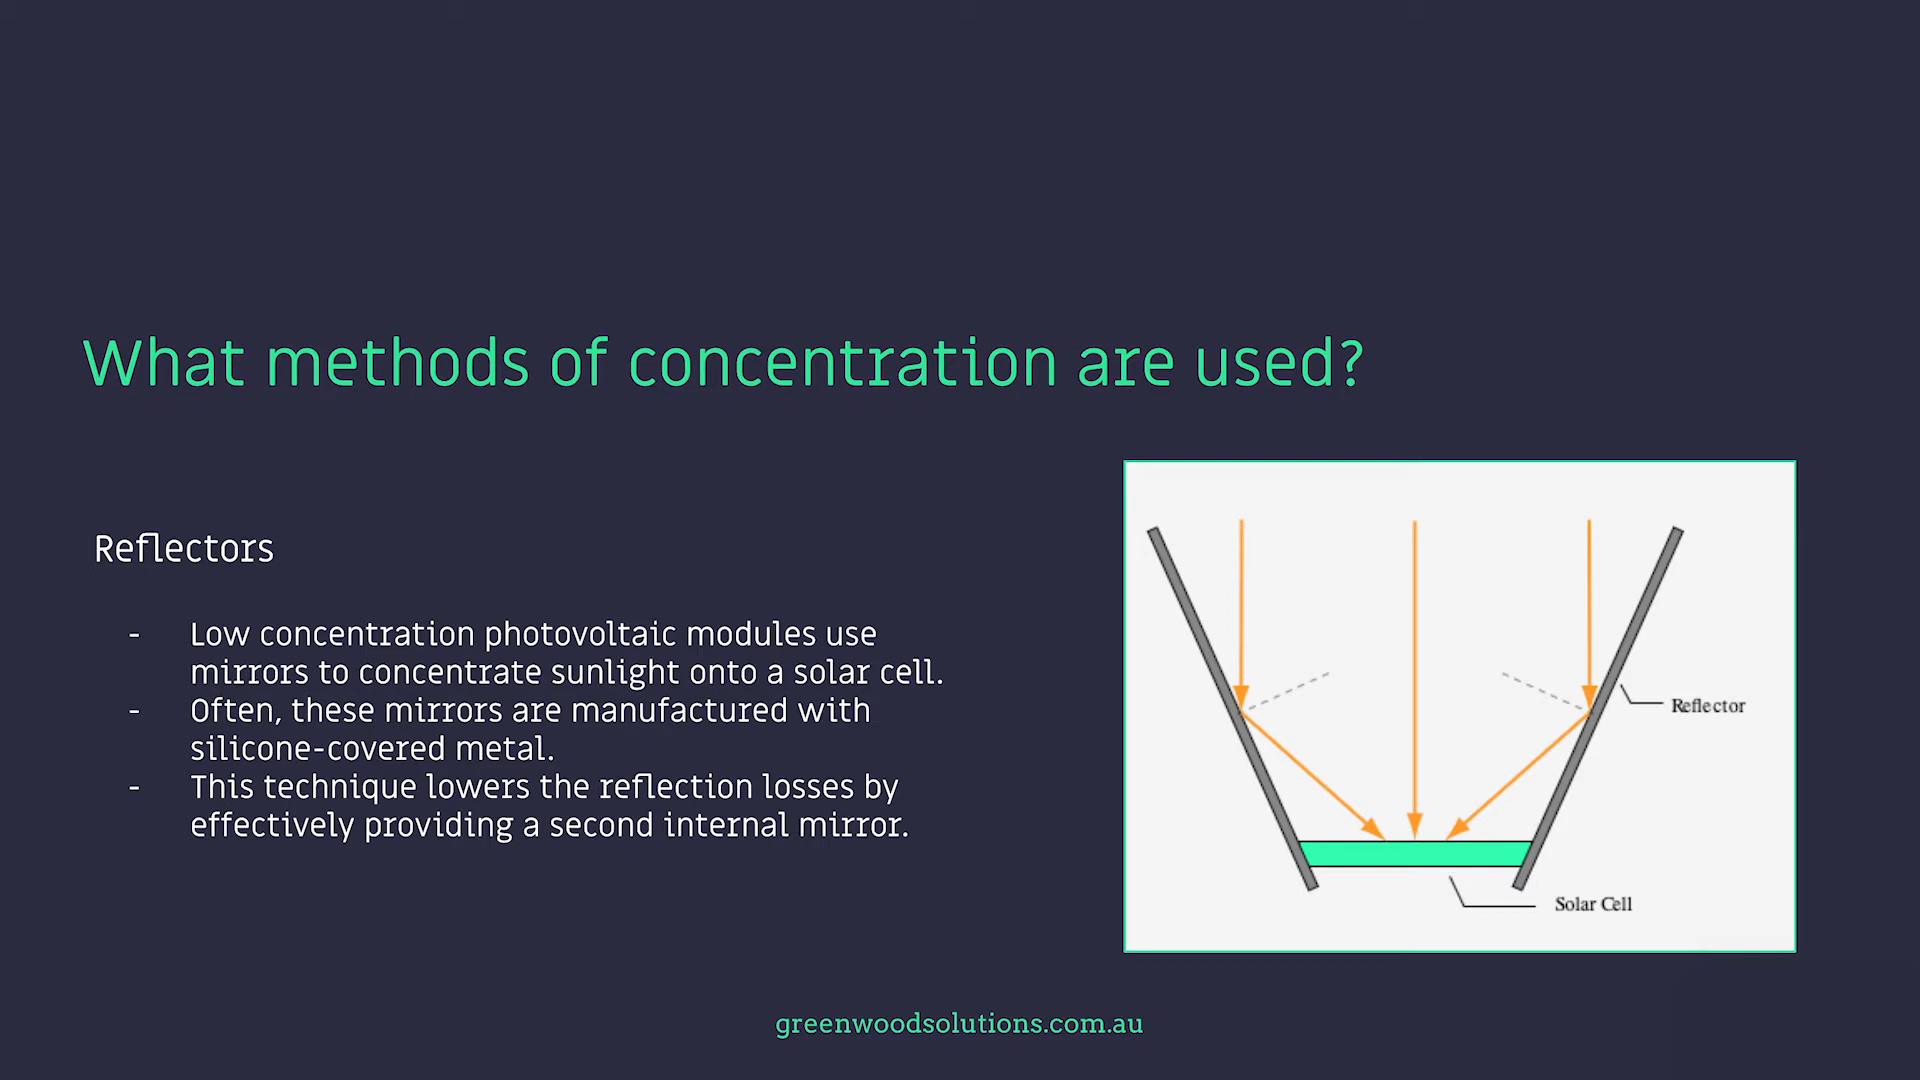 What methods of concentration are used?
Reflectors
- Low concentration photovoltaic modules use
mirrors to concentrate sunlight onto a solar cell.
- Often, these mirrors are manufactured with
silicone-covered metal.
- This technique lowers the reflection losses by
effectively providing a second internal mirror.
Reflector
Solar Cell
greenwoodsolutions.com.au